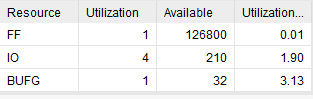 Resource Utilization Available Utilization...
FF 1 126800 0.01
IO 4 210 1.90
BUFG 1 32 3.13